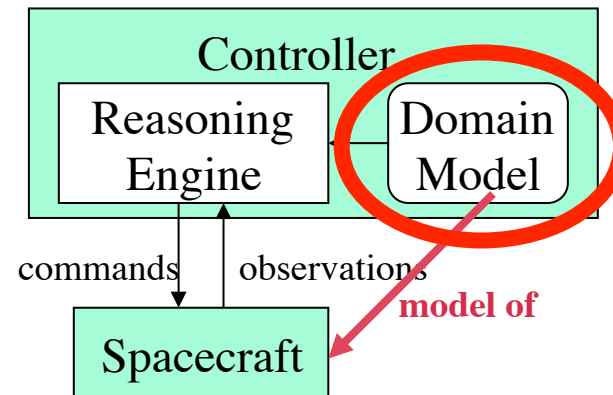 Controller
Reasoning
Engine
Domain
Model
commands
observations
model of
Spacecraft